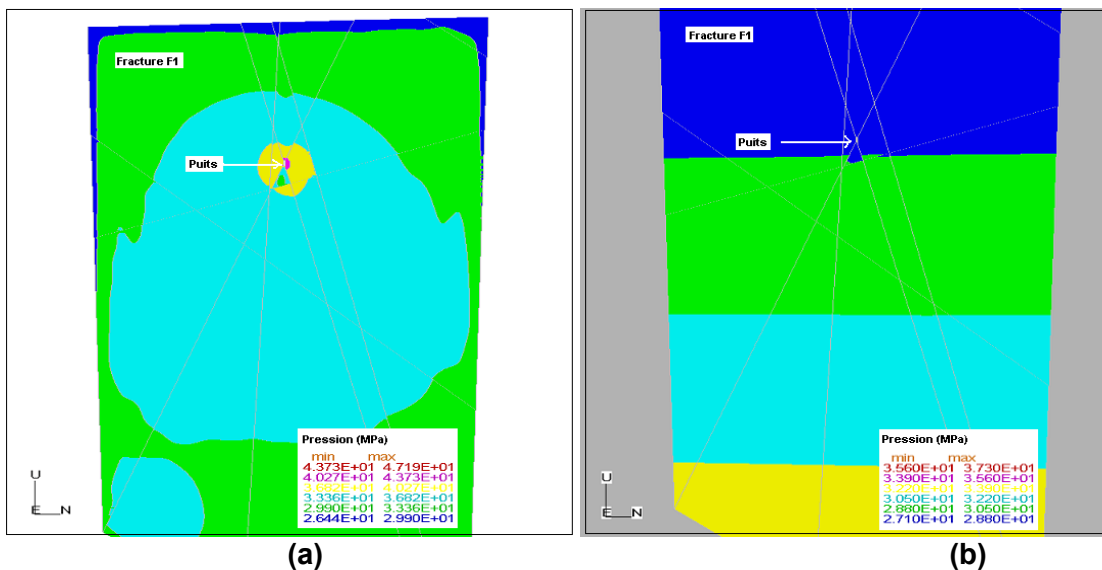 Fracture F1
Puits
Pression (MPa)
min max
4.373E+01 4.719E+01
4.027E+01 4.373E+01
3.682E+01 4.027E+01
3.336E+01 3.682E+01
2.990E+01 3.336E+01
2.644E+01 2.990E+01
U
E N
(a)
Fracture F1
Puits
Pression (MPa)
min max
3.560E+01 3.730E+01
3.390E+01 3.560E+01
3.220E+01 3.390E+01
3.050E+01 3.220E+01
2.880E+01 3.050E+01
2.710E+01 2.880E+01
U
E N
(b)